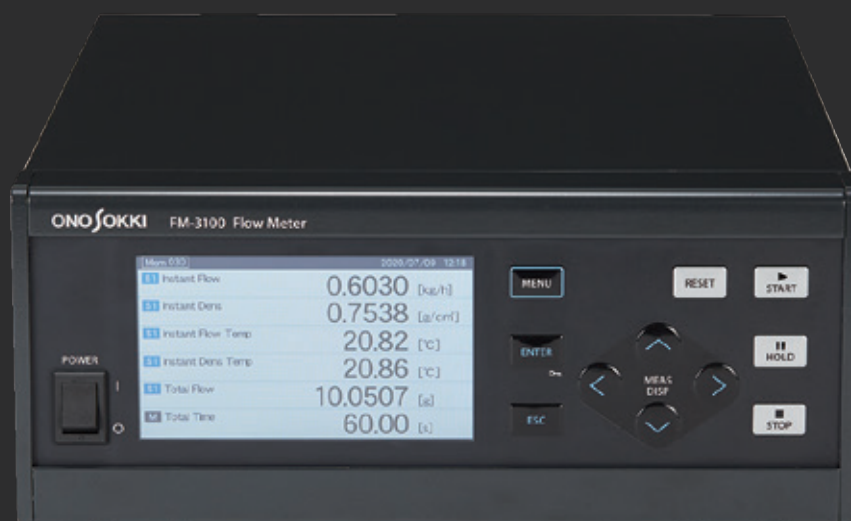 ONO SOKKI FM-3100 Flow Meter
Mem 030 2020/07/09 12:18
S1 Instant Flow 0.6030 [kg/h]
S1 Instant Dens 0.7538 [g/cm³]
S1 Instant Flow Temp 20.82 [℃]
S1 Instant Dens Temp 20.86 [℃]
S1 Total Flow 10.0507 [g]
M Total Time 60.00 [s]
POWER
MENU
RESET
START
ENTER
HOLD
MEAS
DISP
ESC
STOP